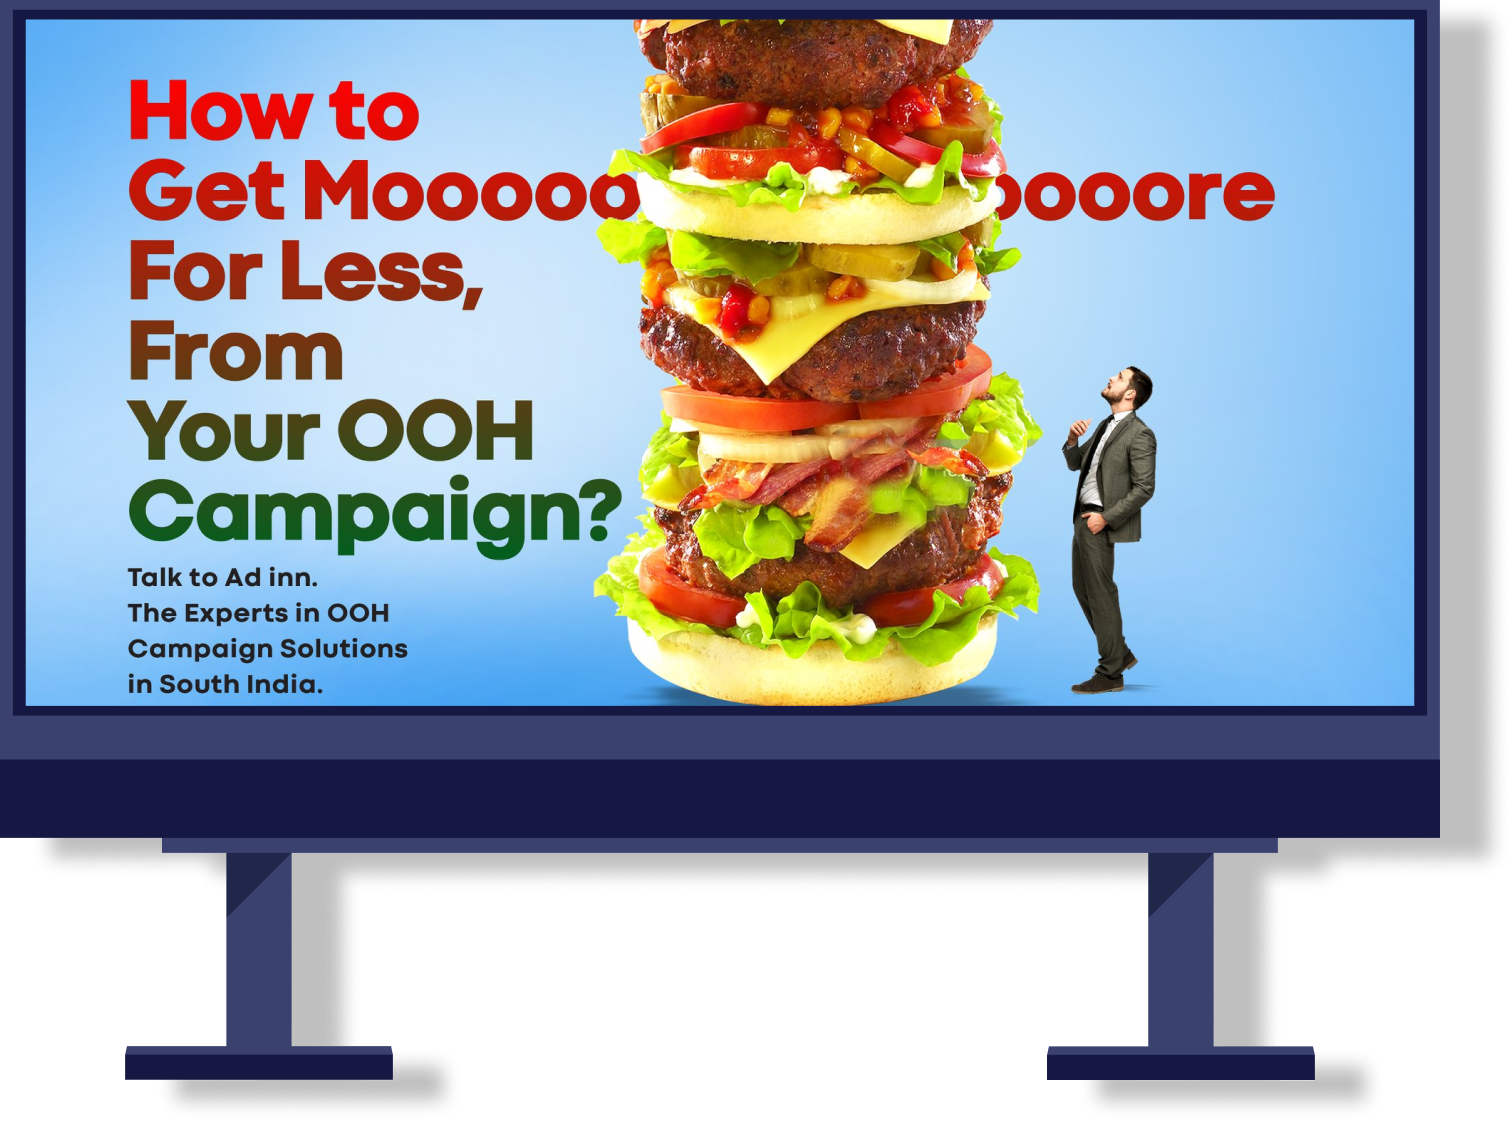 How to
Get Mooooo ooooore
For Less,
From
Your OOH
Campaign?
Talk to Ad inn.
The Experts in OOH
Campaign Solutions
in South India.